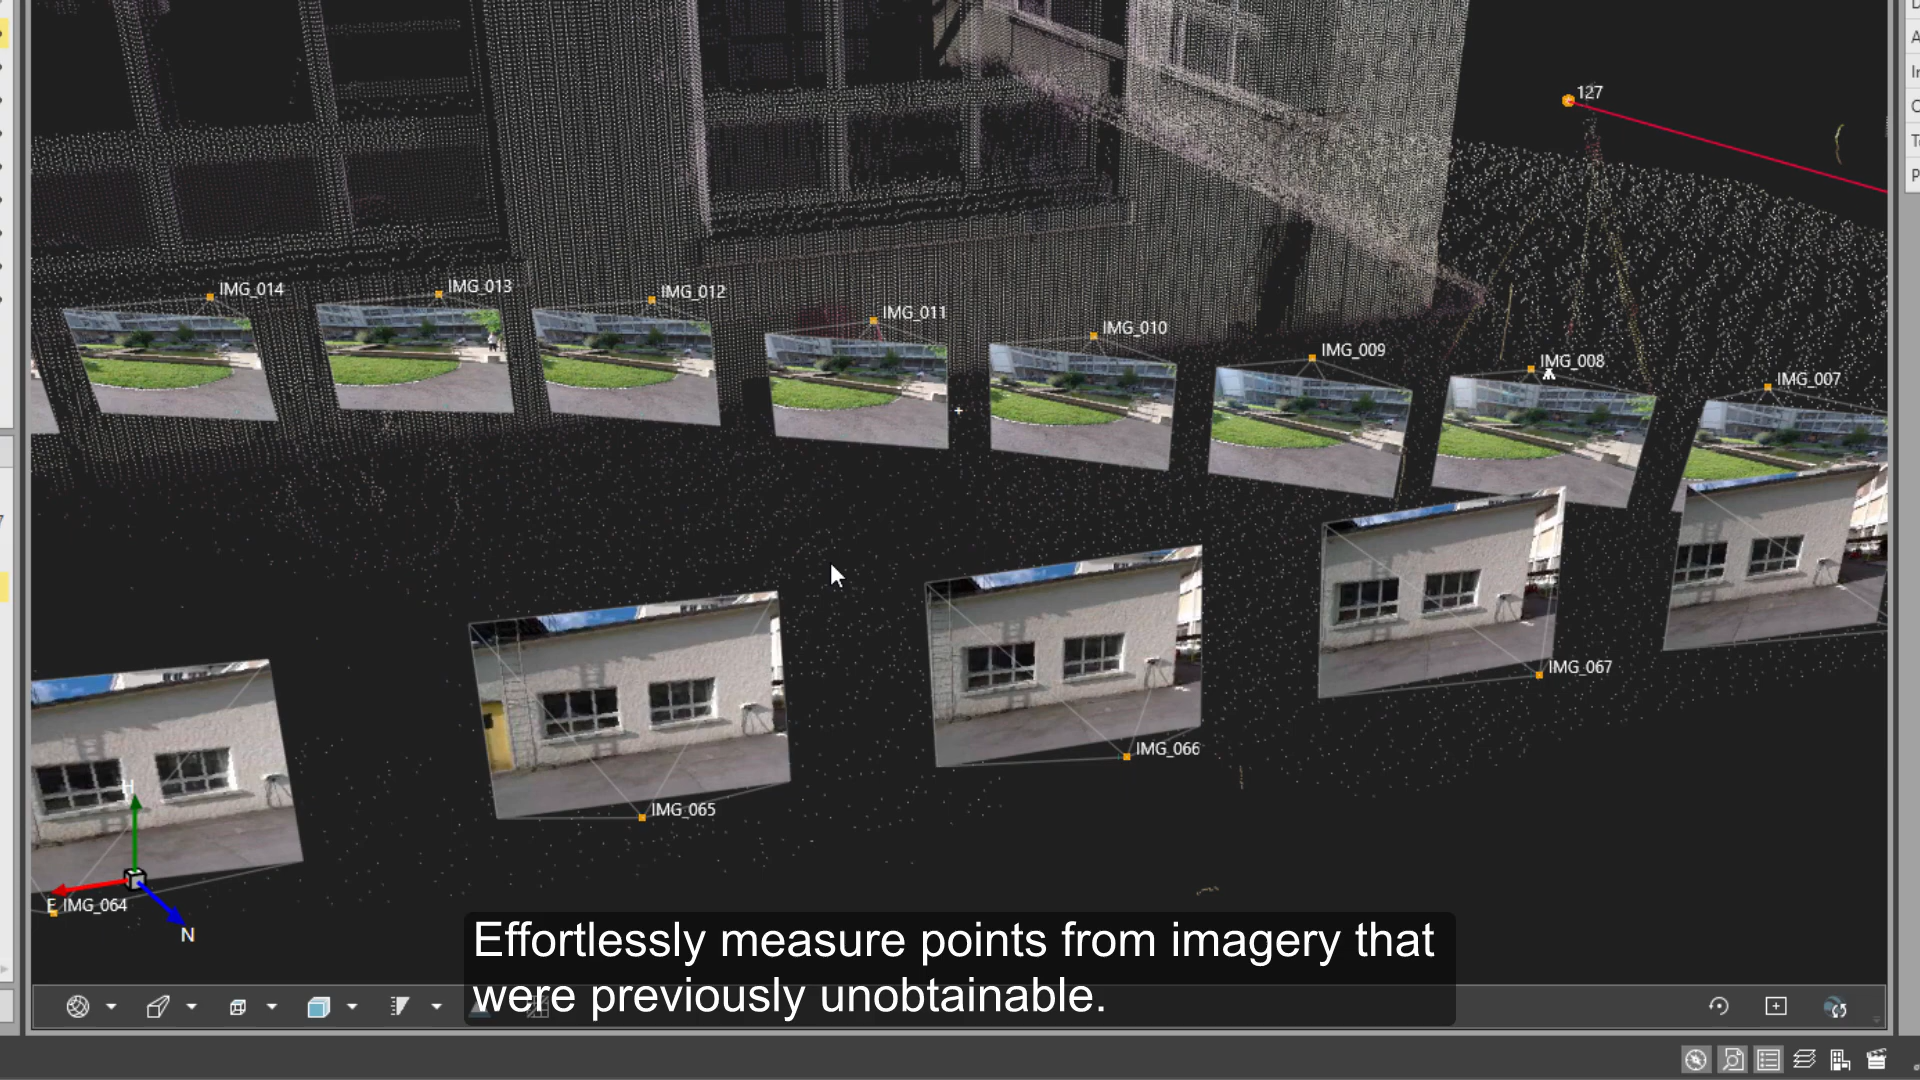 127
IMG_014
IMG_013
IMG_012
IMG_011
IMG_010
IMG_009
IMG_008
IMG_007
IMG_067
IMG_066
IMG_065
H
E IMG_064
N
Effortlessly measure points from imagery that
were previously unobtainable.